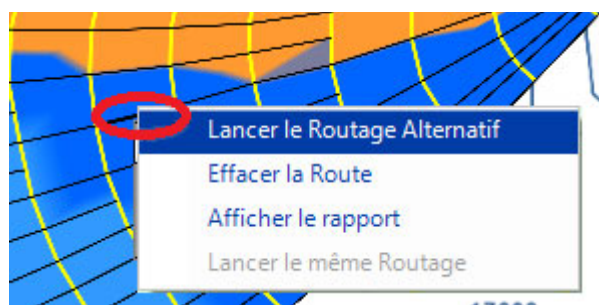 Lancer le Routage Alternatif
Effacer la Route
Afficher le rapport
Lancer le même Routage